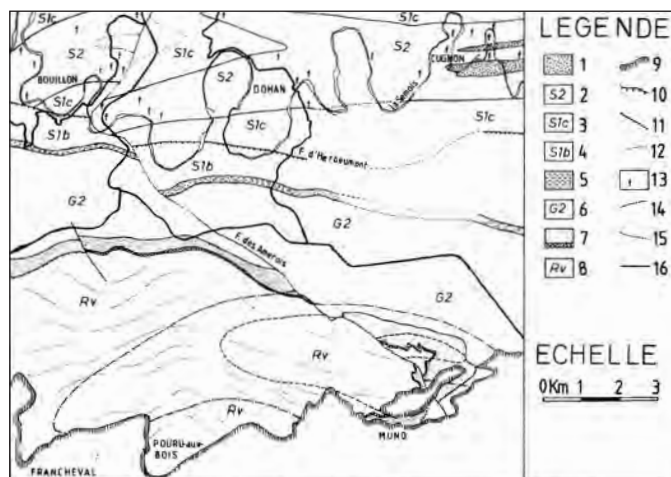 S1c
S1c
S2
S2
S2
CUGNON
BOUILLON
S1c
DOHAN
Semois
S1b
S1c
S1c
F. d'Herbeumont
S1b
G2
G2
F. des Amerois
Rv
G2
Rv
Rv
POURU-aux-
BOIS
MUNO
FRANCHEVAL
LEGENDE
1
S2 2
S1c 3
S1b 4
5
G2 6
7
Rv 8
9
10
11
12
13
14
15
16
ECHELLE
0Km 1 2 3